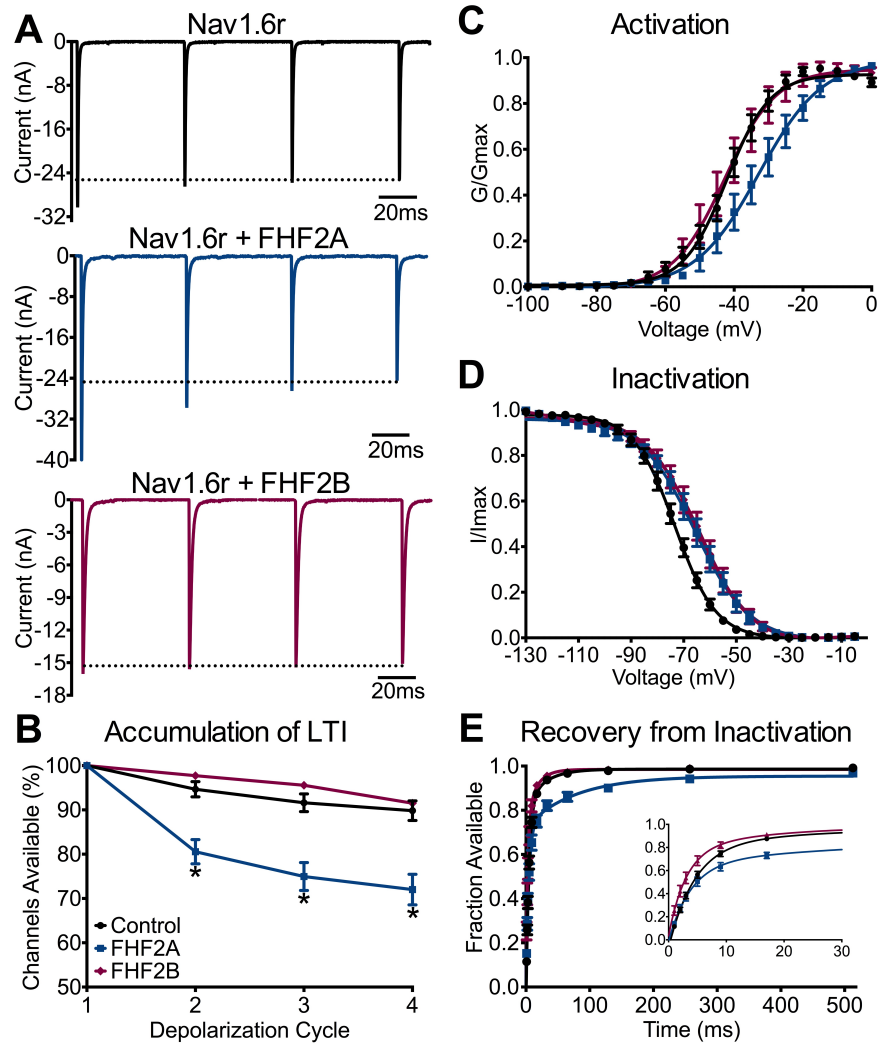 A
Nav1.6r
Current (nA)
0
-8
-16
-24
-32
20ms
Nav1.6r + FHF2A
Current (nA)
0
-8
-16
-24
-32
-40
20ms
Nav1.6r + FHF2B
Current (nA)
0
-3
-6
-9
-12
-15
-18
20ms
B
Accumulation of LTI
Channels Available (%)
100
90
80
70
60
50
* * *
Control
FHF2A
FHF2B
1 2 3 4
Depolarization Cycle
C
Activation
G/Gmax
1.0
0.8
0.6
0.4
0.2
0.0
-100 -80 -60 -40 -20 0
Voltage (mV)
D
Inactivation
I/Imax
1.0
0.8
0.6
0.4
0.2
0.0
-130 -110 -90 -70 -50 -30 -10
Voltage (mV)
E
Recovery from Inactivation
Fraction Available
1.0
0.8
0.6
0.4
0.2
0.0
0 100 200 300 400 500
Time (ms)
1.0
0.8
0.6
0.4
0.2
0.0
0 10 20 30